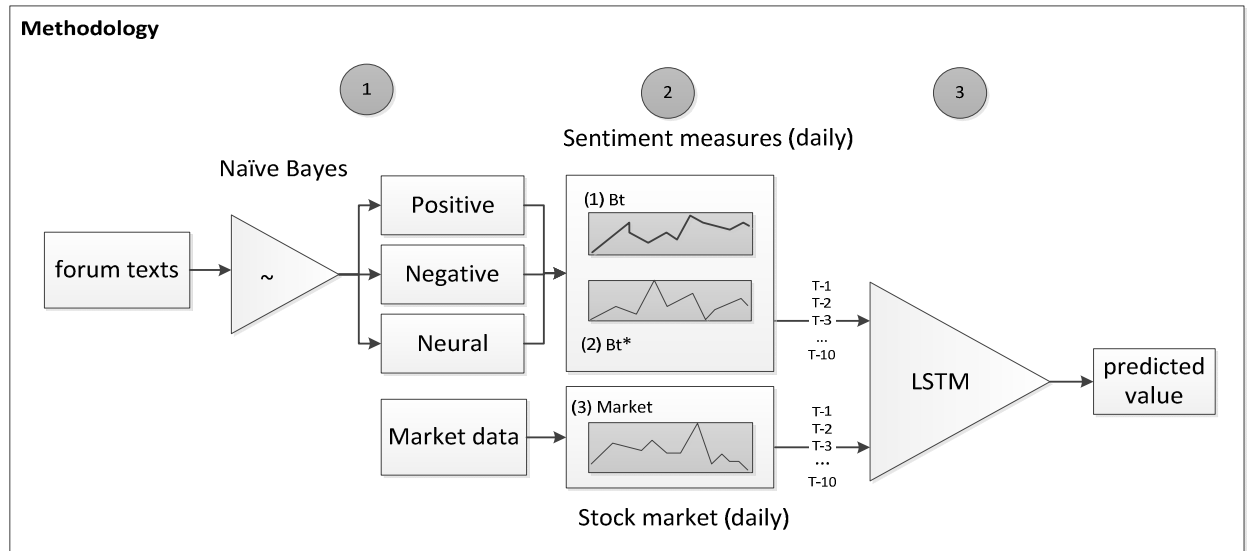 Methodology
1
2
3
Sentiment measures (daily)
Naïve Bayes
forum texts
~
Positive
Negative
Neural
(1) Bt
(2) Bt*
T-1
T-2
T-3
...
T-10
Market data
(3) Market
T-1
T-2
T-3
...
T-10
Stock market (daily)
LSTM
predicted
value